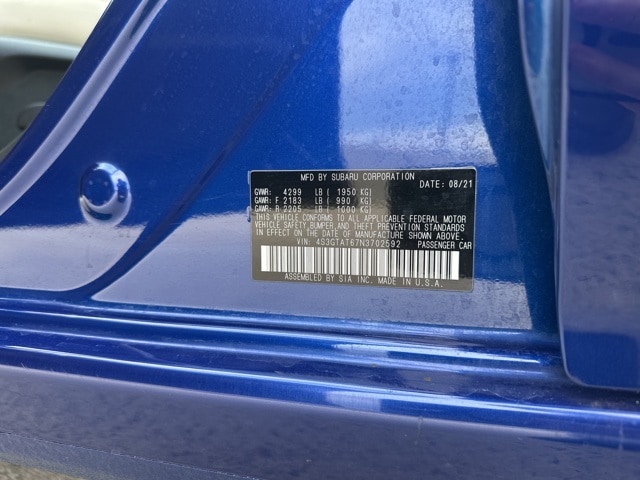 MFD BY SUBARU CORPORATION
DATE: 08/21
GVWR: 4299 LB ( 1950 KG)
GAWR: F 2183 LB ( 990 KG)
GAWR: R 2205 LB ( 1000 KG)
THIS VEHICLE CONFORMS TO ALL APPLICABLE FEDERAL MOTOR
VEHICLE SAFETY, BUMPER, AND THEFT PREVENTION STANDARDS
IN EFFECT ON THE DATE OF MANUFACTURE SHOWN ABOVE.
VIN: 4S3GTAT67N3702592 PASSENGER CAR
ASSEMBLED BY SIA INC. MADE IN U.S.A.